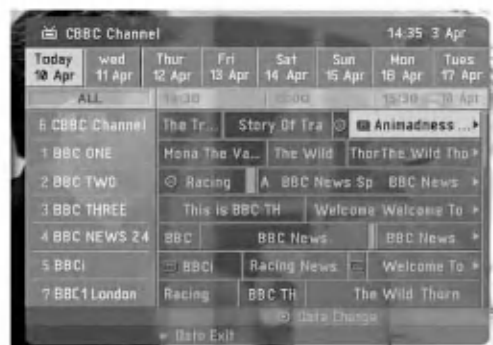 CBBC Channel 14:35 3 Apr
Today wed Thur Fri Sat Sun Mon Tues
10 Apr 11 Apr 12 Apr 13 Apr 14 Apr 15 Apr 16 Apr 17 Apr
ALL 14:30 15:00 15:30 10 Apr
6 CBBC Channel The Tr... Story Of Tra Animadness ...
1 BBC ONE Mona The Va... The Wild ThorThe Wild Tho
2 BBC TWO Racing A BBC News Sp BBC News
3 BBC THREE This is BBC TH Welcome Welcome To
4 BBC NEWS 24 BBC BBC News BBC News
5 BBCi BBCi Racing News Welcome To
7 BBC1 London Racing BBC TH The Wild Thorn
Date Change
Date Exit